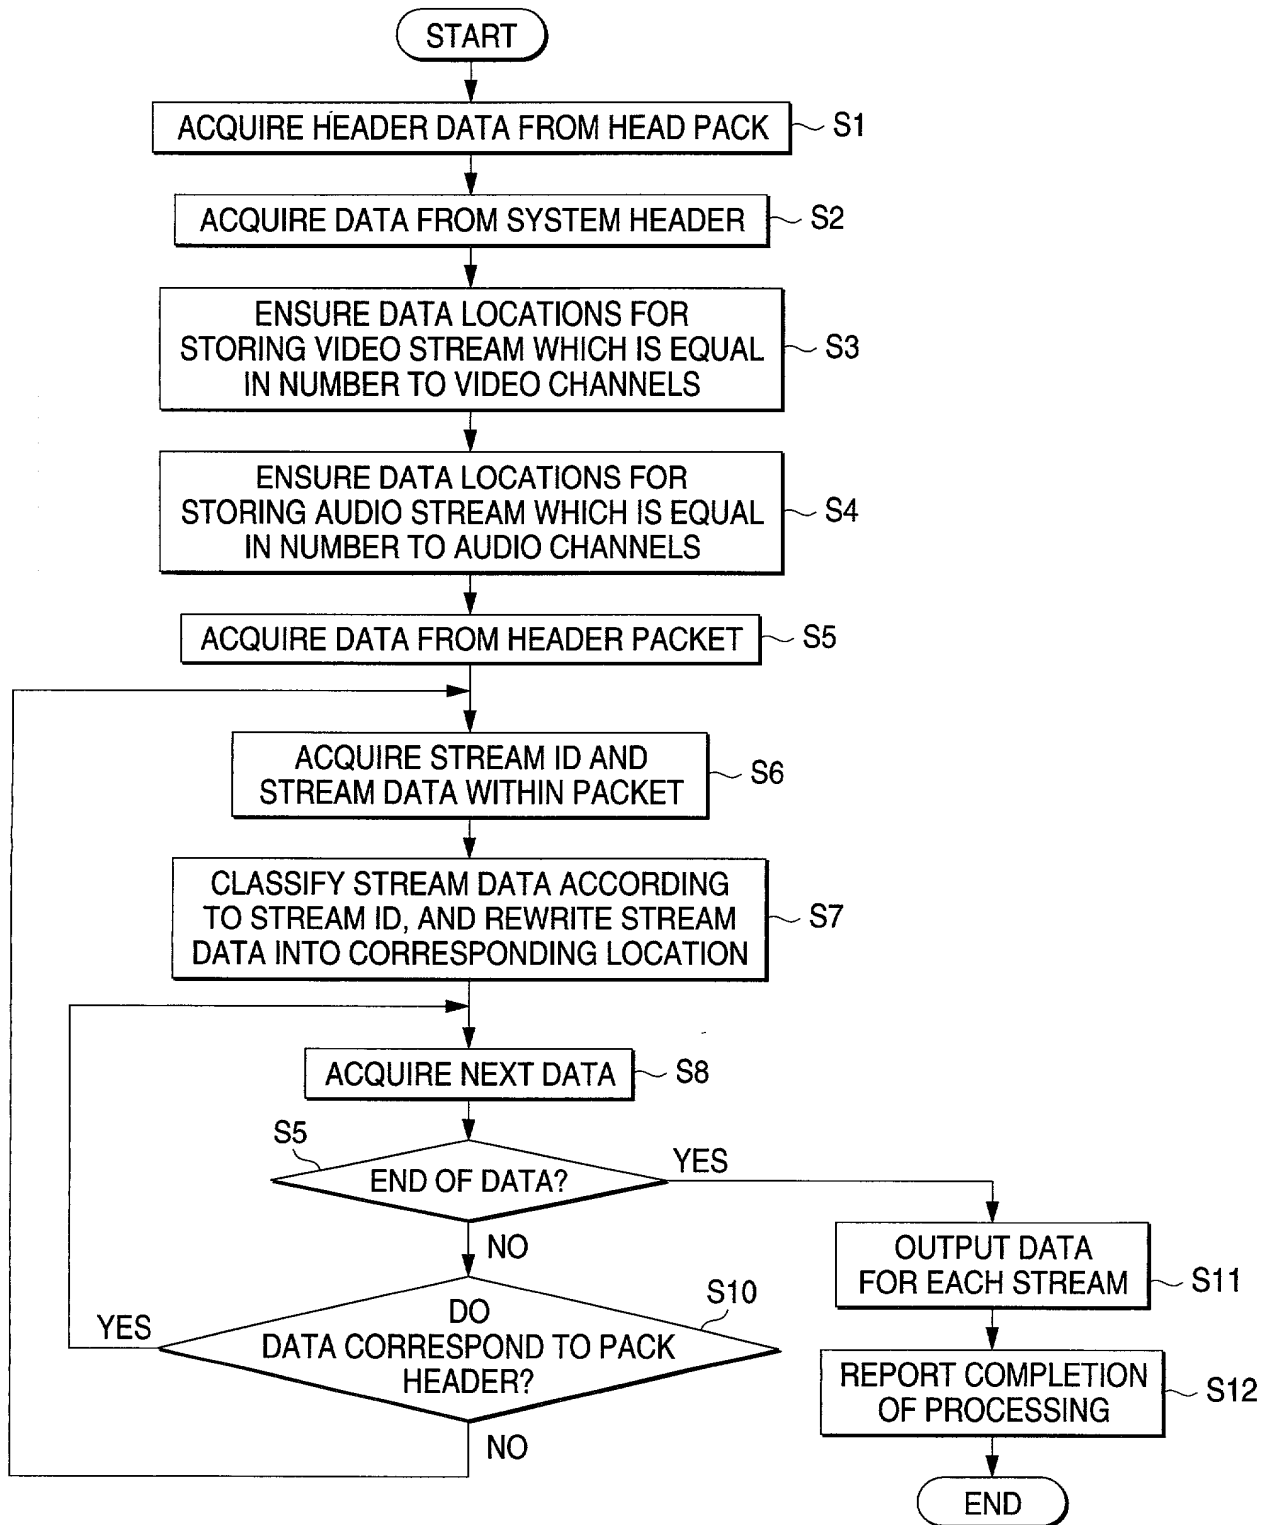 START
ACQUIRE HEADER DATA FROM HEAD PACK
S1
ACQUIRE DATA FROM SYSTEM HEADER
S2
ENSURE DATA LOCATIONS FOR
STORING VIDEO STREAM WHICH IS EQUAL
IN NUMBER TO VIDEO CHANNELS
S3
ENSURE DATA LOCATIONS FOR
STORING AUDIO STREAM WHICH IS EQUAL
IN NUMBER TO AUDIO CHANNELS
S4
ACQUIRE DATA FROM HEADER PACKET
S5
ACQUIRE STREAM ID AND
STREAM DATA WITHIN PACKET
S6
CLASSIFY STREAM DATA ACCORDING
TO STREAM ID, AND REWRITE STREAM
DATA INTO CORRESPONDING LOCATION
S7
ACQUIRE NEXT DATA
S8
S5
END OF DATA?
YES
NO
OUTPUT DATA
FOR EACH STREAM
S11
S10
DO
DATA CORRESPOND TO PACK
HEADER?
YES
NO
REPORT COMPLETION
OF PROCESSING
S12
END